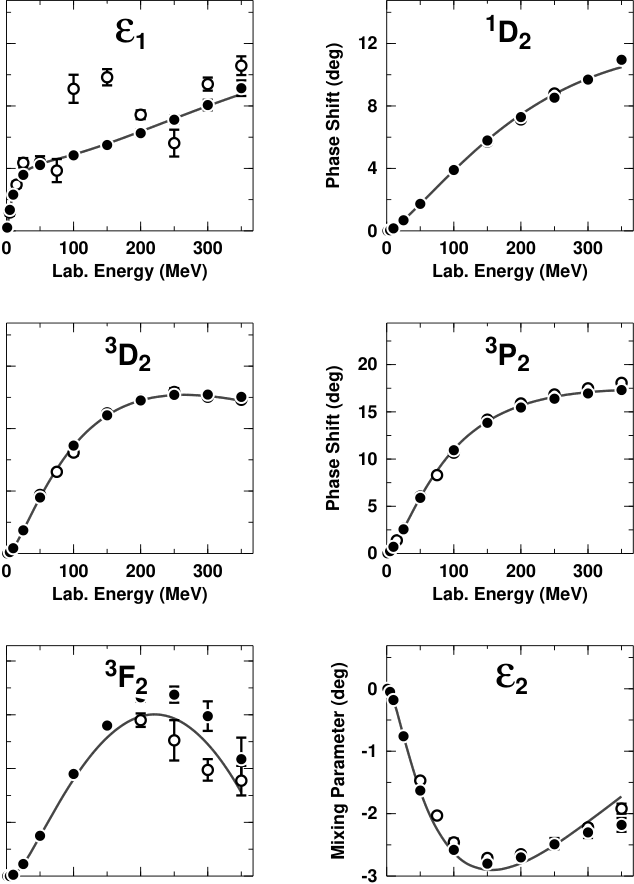 ε1
0 100 200 300
Lab. Energy (MeV)
1D2
Phase Shift (deg)
12
8
4
0
0 100 200 300
Lab. Energy (MeV)
3D2
0 100 200 300
Lab. Energy (MeV)
3P2
Phase Shift (deg)
20
15
10
5
0
0 100 200 300
Lab. Energy (MeV)
3F2
ε2
Mixing Parameter (deg)
0
-1
-2
-3